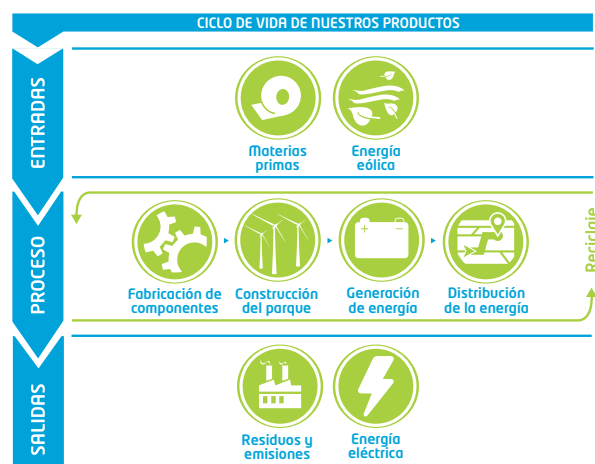 CICLO DE VIDA DE NUESTROS PRODUCTOS
ENTRADAS
Materias
primas
Energía
eólica
PROCESO
Fabricación de
componentes
Construcción
del parque
Generación
de energía
Distribución
de la energía
Reciclaje
SALIDAS
Residuos y
emisiones
Energía
eléctrica